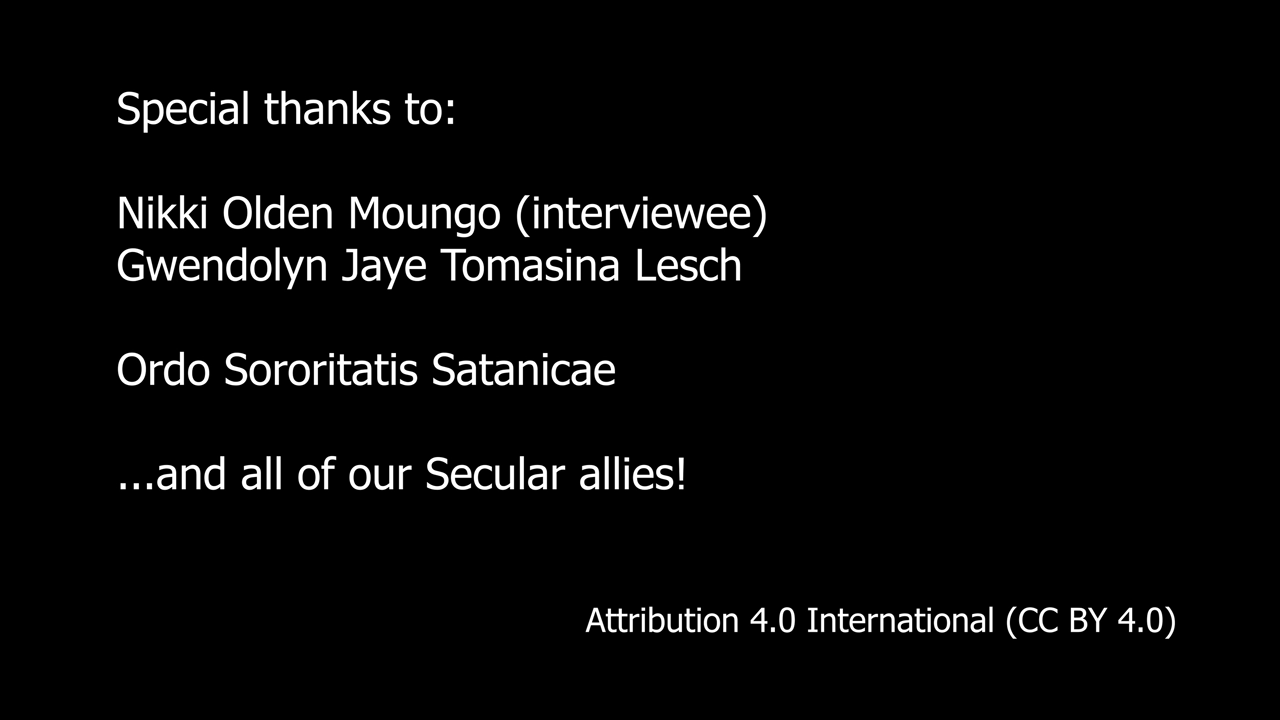 Special thanks to:
Nikki Olden Moungo (interviewee)
Gwendolyn Jaye Tomasina Lesch
Ordo Sororitatis Satanicae
...and all of our Secular allies!
Attribution 4.0 International (CC BY 4.0)